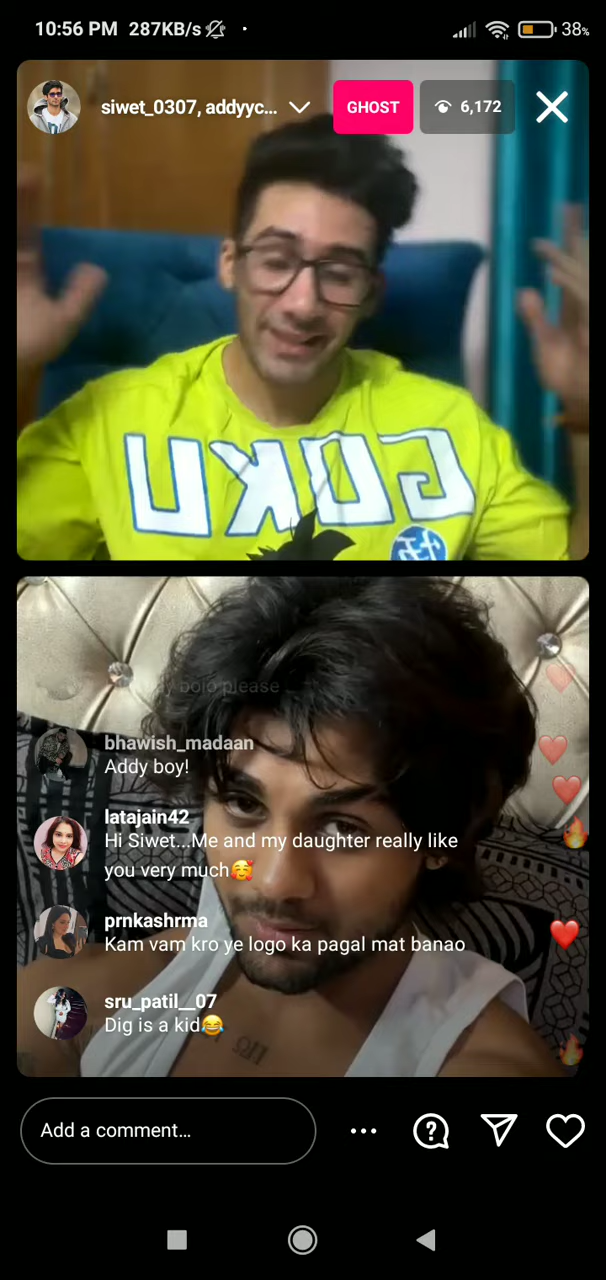 10:56 PM 287KB/s
38%
siwet_0307, addyyc...
GHOST
6,172
GOKU
bolo please
bhawish_madaan
Addy boy!
latajain42
Hi Siwet...Me and my daughter really like
you very much🥰
prnkashrma
Kam vam kro ye logo ka pagal mat banao
sru_patil__07
Dig is a kid😂
Add a comment...